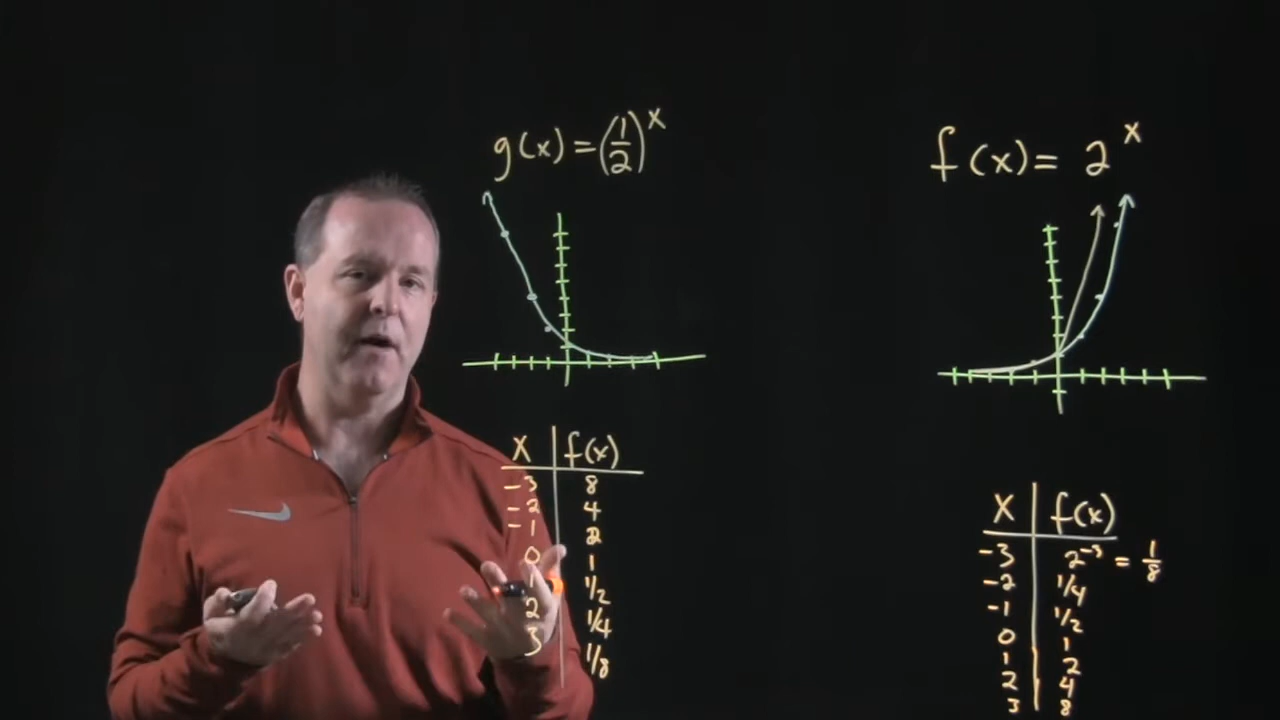 g(x) = (1/2)^x
x | f(x)
-3 | 8
-2 | 4
-1 | 2
0 | 1
1 | 1/2
2 | 1/4
3 | 1/8
f(x) = 2^x
x | f(x)
-3 | 2^-3 = 1/8
-2 | 1/4
-1 | 1/2
0 | 1
1 | 2
2 | 4
3 | 8